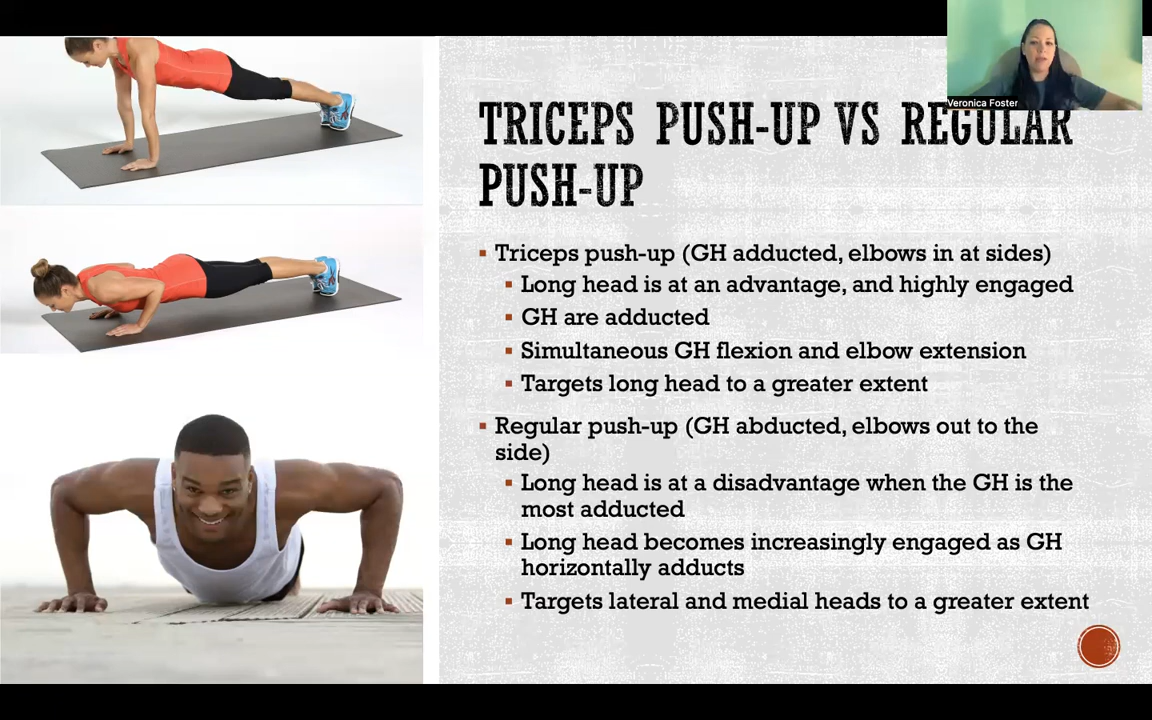 Veronica Foster
TRICEPS PUSH-UP VS REGULAR
PUSH-UP
▪ Triceps push-up (GH adducted, elbows in at sides)
▪ Long head is at an advantage, and highly engaged
▪ GH are adducted
▪ Simultaneous GH flexion and elbow extension
▪ Targets long head to a greater extent
▪ Regular push-up (GH abducted, elbows out to the
side)
▪ Long head is at a disadvantage when the GH is the
most adducted
▪ Long head becomes increasingly engaged as GH
horizontally adducts
▪ Targets lateral and medial heads to a greater extent